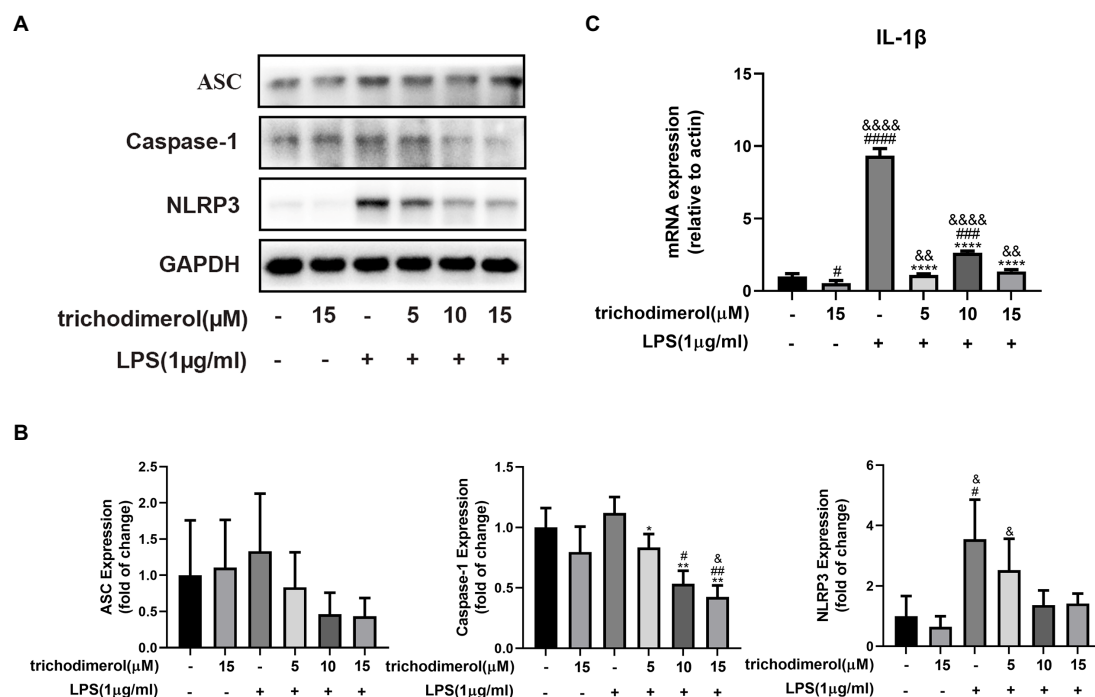 A
ASC
Caspase-1
NLRP3
GAPDH
trichodimerol(µM) - 15 - 5 10 15
LPS(1µg/ml) - - + + + +
C
IL-1β
mRNA expression
(relative to actin)
15
10
5
0
#
&&&&
####
&&
****
&&&&
###
****
&&
****
trichodimerol(μM) - 15 - 5 10 15
LPS(1μg/ml) - - + + + +
B
ASC Expression
(fold of change)
2.5
2.0
1.5
1.0
0.5
0.0
trichodimerol(μM) - 15 - 5 10 15
LPS(1μg/ml) - - + + + +
Caspase-1 Expression
(fold of change)
1.5
1.0
0.5
0.0
*
#
**
&
##
**
trichodimerol(μM) - 15 - 5 10 15
LPS(1μg/ml) - - + + + +
NLRP3 Expression
(fold of change)
6
4
2
0
&
#
&
trichodimerol(μM) - 15 - 5 10 15
LPS(1μg/ml) - - + + + +